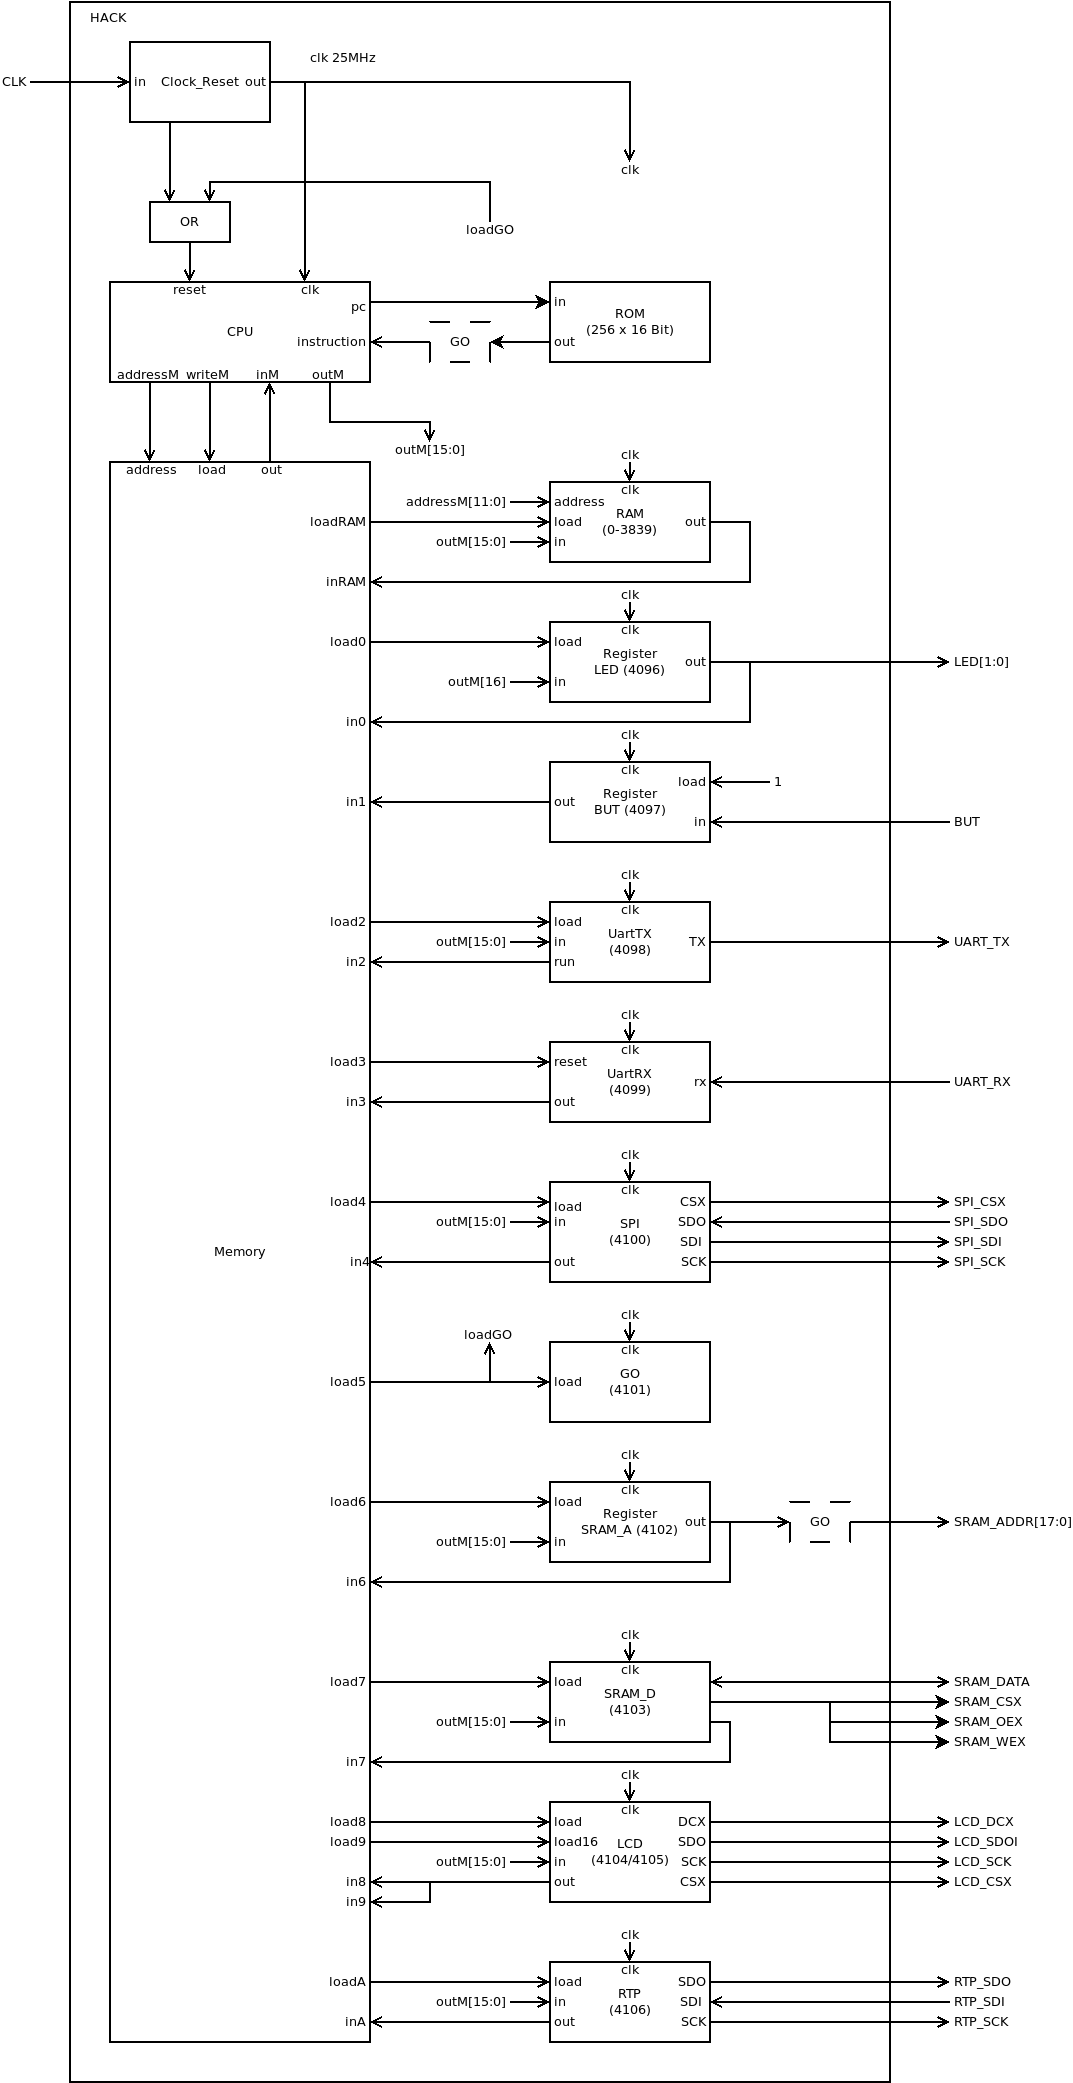 HACK
clk 25MHz
CLK
in Clock_Reset out
clk
OR
loadGO
reset clk
pc
CPU
instruction
addressM writeM inM outM
GO
in
ROM
(256 x 16 Bit)
out
outM[15:0]
address load out
clk
clk
loadRAM
addressM[11:0]
address
load
outM[15:0]
in
RAM
(0-3839)
out
inRAM
clk
clk
load0
load
Register
LED (4096)
out
LED[1:0]
outM[16]
in
in0
clk
clk
load
1
Register
BUT (4097)
in1
out
in
BUT
clk
clk
load2
load
outM[15:0]
in
UartTX
(4098)
TX
UART_TX
in2
run
clk
clk
load3
reset
UartRX
(4099)
rx
UART_RX
in3
out
clk
clk
load4
load
outM[15:0]
in
SPI
(4100)
in4
out
CSX
SDO
SDI
SCK
SPI_CSX
SPI_SDO
SPI_SDI
SPI_SCK
Memory
loadGO
clk
clk
load5
load
GO
(4101)
clk
clk
load6
load
Register
SRAM_A (4102)
out
GO
SRAM_ADDR[17:0]
outM[15:0]
in
in6
clk
clk
load7
load
SRAM_D
(4103)
outM[15:0]
in
in7
SRAM_DATA
SRAM_CSX
SRAM_OEX
SRAM_WEX
clk
clk
load8
load
load9
load16
LCD
(4104/4105)
outM[15:0]
in
in8
out
in9
DCX
SDO
SCK
CSX
LCD_DCX
LCD_SDOI
LCD_SCK
LCD_CSX
clk
clk
loadA
load
outM[15:0]
in
RTP
(4106)
inA
out
SDO
SDI
SCK
RTP_SDO
RTP_SDI
RTP_SCK